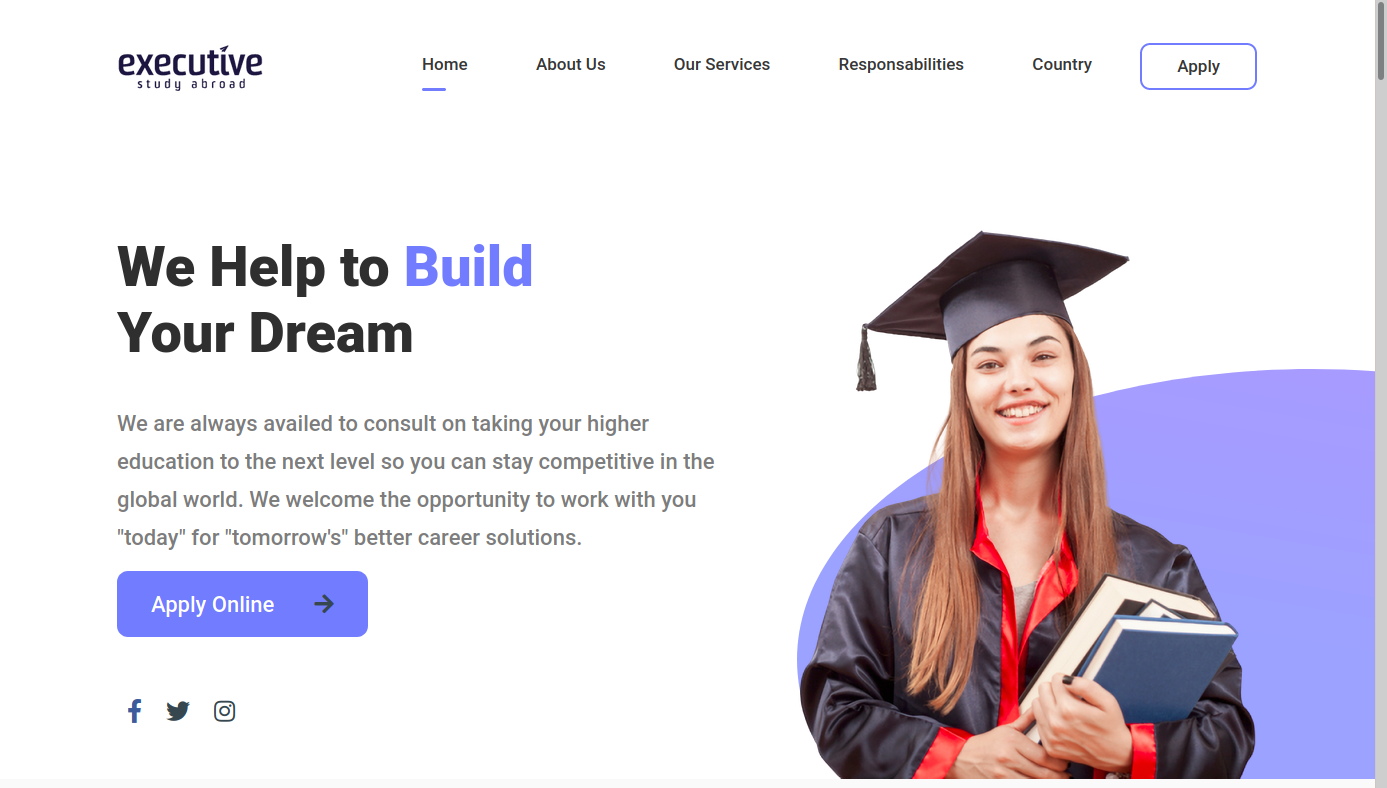 executive
study abroad
Home
About Us
Our Services
Responsabilities
Country
Apply
We Help to Build
Your Dream
We are always availed to consult on taking your higher
education to the next level so you can stay competitive in the
global world. We welcome the opportunity to work with you
"today" for "tomorrow's" better career solutions.
Apply Online